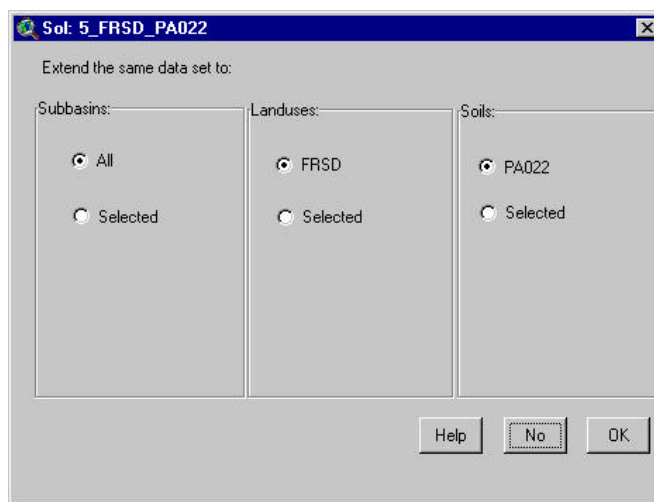 Sol: 5_FRSD_PA022
Extend the same data set to:
Subbasins:
All
Selected
Landuses:
FRSD
Selected
Soils:
PA022
Selected
Help
No
OK